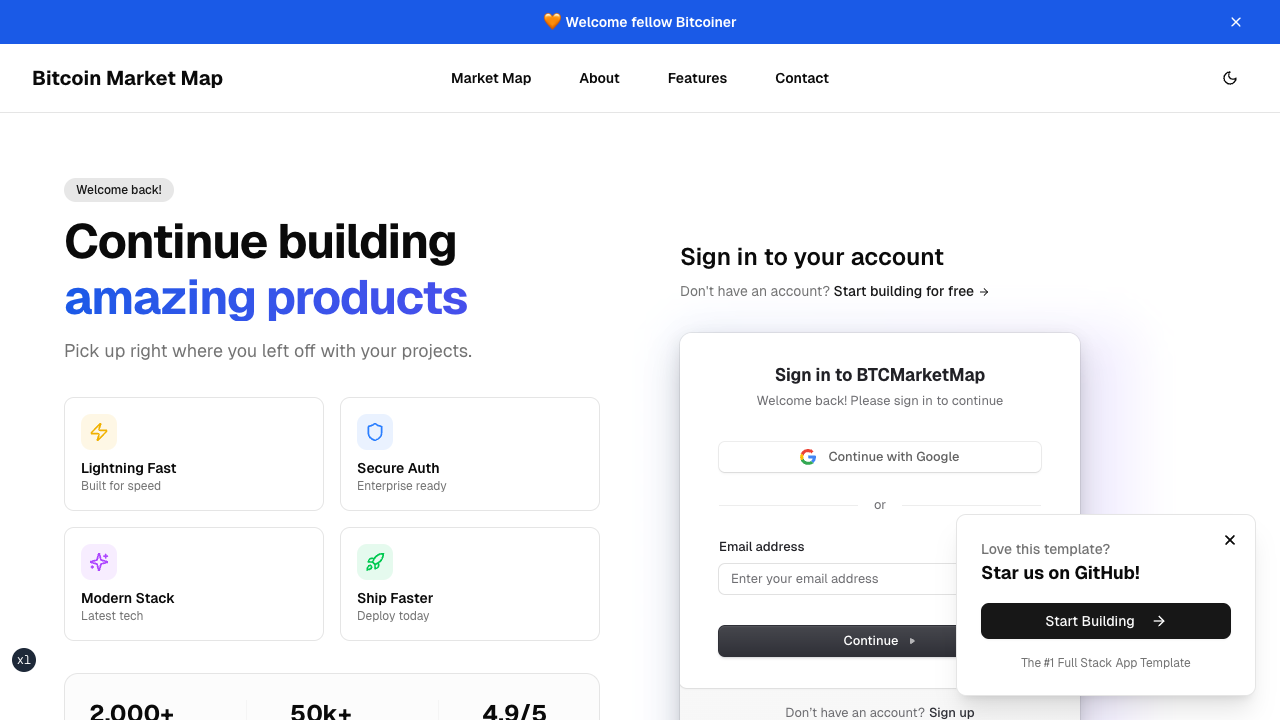 🧡 Welcome fellow Bitcoiner
Bitcoin Market Map
Market Map
About
Features
Contact
Welcome back!
Continue building
amazing products
Pick up right where you left off with your projects.
Lightning Fast
Built for speed
Secure Auth
Enterprise ready
Modern Stack
Latest tech
Ship Faster
Deploy today
2,000+
50k+
4.9/5
xl
Sign in to your account
Don't have an account? Start building for free →
Sign in to BTCMarketMap
Welcome back! Please sign in to continue
Continue with Google
or
Email address
Enter your email address
Continue
Don't have an account? Sign up
Love this template?
Star us on GitHub!
Start Building →
The #1 Full Stack App Template